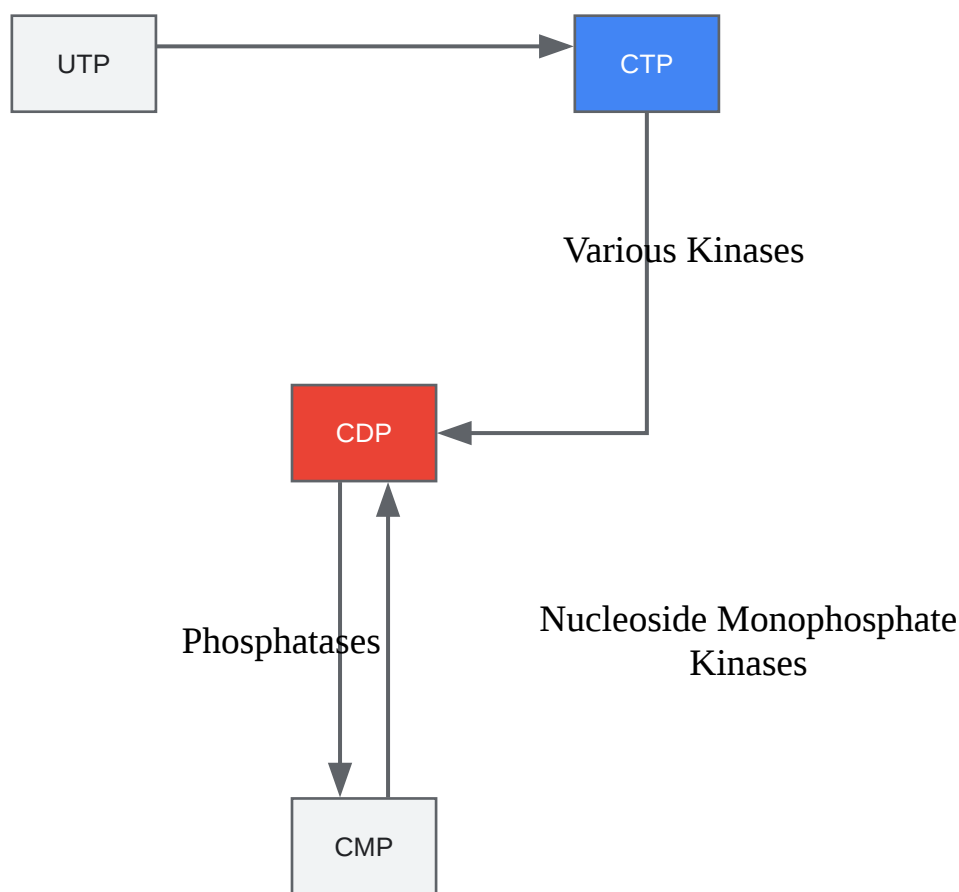 UTP
CTP
Various Kinases
CDP
Phosphatases
Nucleoside Monophosphate
Kinases
CMP